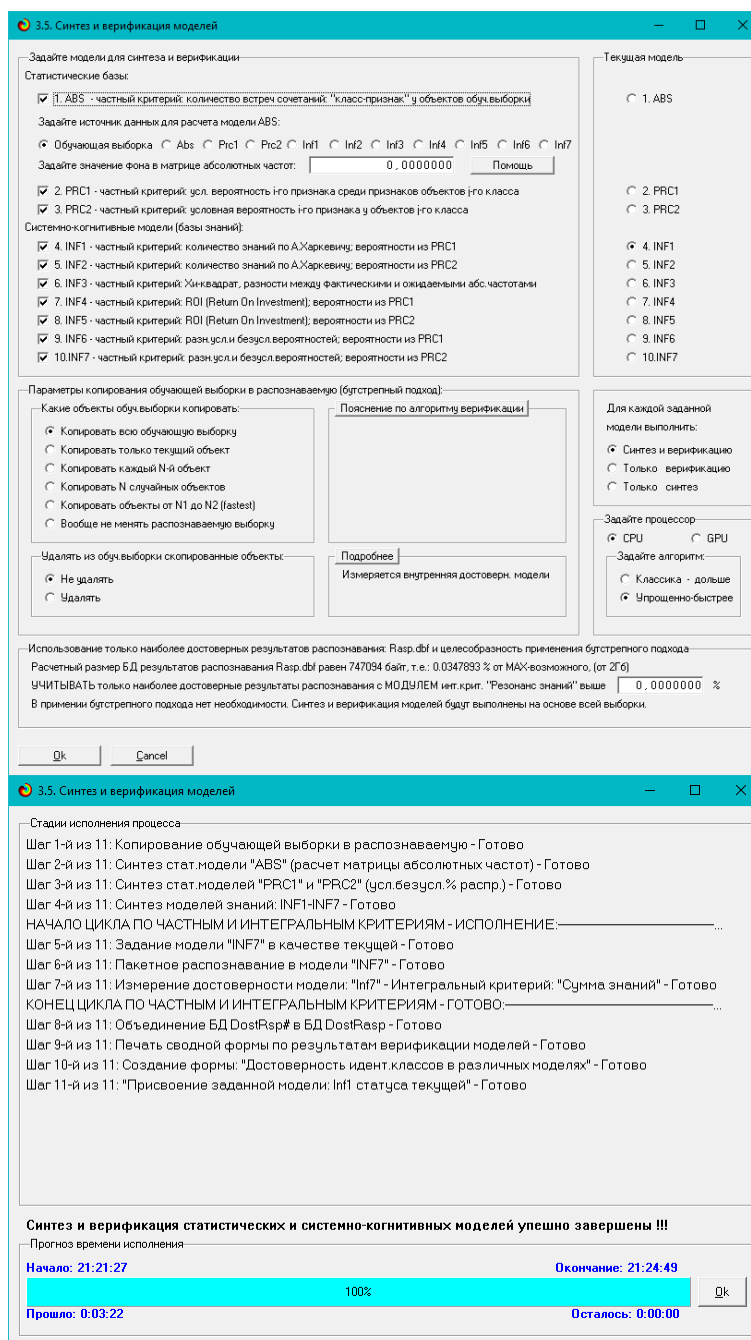 3.5. Синтез и верификация моделей
Задайте модели для синтеза и верификации
Текущая модель
Статистические базы:
1. ABS - частный критерий: количество встреч сочетаний: "класс-признак" у объектов обуч.выборки
1. ABS
Задайте источник данных для расчета модели ABS:
Обучающая выборка Abs Prc1 Prc2 Inf1 Inf2 Inf3 Inf4 Inf5 Inf6 Inf7
Задайте значение фона в матрице абсолютных частот: 0,0000000 Помощь
2. PRC1 - частный критерий: усл. вероятность i-го признака среди признаков объектов j-го класса
2. PRC1
3. PRC2 - частный критерий: условная вероятность i-го признака у объектов j-го класса
3. PRC2
Системно-когнитивные модели (базы знаний):
4. INF1 - частный критерий: количество знаний по А.Харкевичу; вероятности из PRC1
4. INF1
5. INF2 - частный критерий: количество знаний по А.Харкевичу; вероятности из PRC2
5. INF2
6. INF3 - частный критерий: Хи-квадрат, разности между фактическими и ожидаемыми абс.частотами
6. INF3
7. INF4 - частный критерий: ROI (Return On Investment); вероятности из PRC1
7. INF4
8. INF5 - частный критерий: ROI (Return On Investment); вероятности из PRC2
8. INF5
9. INF6 - частный критерий: разн.усл.и безусл.вероятностей; вероятности из PRC1
9. INF6
10.INF7 - частный критерий: разн.усл.и безусл.вероятностей; вероятности из PRC2
10.INF7
Параметры копирования обучающей выборки в распознаваемую (бутстрепный подход):
Какие объекты обуч.выборки копировать:
Копировать всю обучающую выборку
Копировать только текущий объект
Копировать каждый N-й объект
Копировать N случайных объектов
Копировать объекты от N1 до N2 (fastest)
Вообще не менять распознаваемую выборку
Пояснение по алгоритму верификации
Для каждой заданной
модели выполнить:
Синтез и верификацию
Только верификацию
Только синтез
Удалять из обуч.выборки скопированные объекты:
Не удалять
Удалять
Подробнее
Измеряется внутренняя достоверн. модели
Задайте процессор
CPU GPU
Задайте алгоритм:
Классика - дольше
Упрощенно-быстрее
Использование только наиболее достоверных результатов распознавания: Rasp.dbf и целесобразность применения бутстрепного подхода
Расчетный размер БД результатов распознавания Rasp.dbf равен 747094 байт, т.е.: 0.0347893 % от MAX-возможного, (от 2Гб)
УЧИТЫВАТЬ только наиболее достоверные результаты распознавания с МОДУЛЕМ инт.крит. "Резонанс знаний" выше 0,0000000 %
В примении бутстрепного подхода нет необходимости. Синтез и верификация моделей будут выполнены на основе всей выборки.
Ok Cancel
3.5. Синтез и верификация моделей
Стадии исполнения процесса
Шаг 1-й из 11: Копирование обучающей выборки в распознаваемую - Готово
Шаг 2-й из 11: Синтез стат.модели "ABS" (расчет матрицы абсолютных частот) - Готово
Шаг 3-й из 11: Синтез стат.моделей "PRC1" и "PRC2" (усл.безусл.% распр.) - Готово
Шаг 4-й из 11: Синтез моделей знаний: INF1-INF7 - Готово
НАЧАЛО ЦИКЛА ПО ЧАСТНЫМ И ИНТЕГРАЛЬНЫМ КРИТЕРИЯМ - ИСПОЛНЕНИЕ:————————...
Шаг 5-й из 11: Задание модели "INF7" в качестве текущей - Готово
Шаг 6-й из 11: Пакетное распознавание в модели "INF7" - Готово
Шаг 7-й из 11: Измерение достоверности модели: "Inf7" - Интегральный критерий: "Сумма знаний" - Готово
КОНЕЦ ЦИКЛА ПО ЧАСТНЫМ И ИНТЕГРАЛЬНЫМ КРИТЕРИЯМ - ГОТОВО:————————...
Шаг 8-й из 11: Объединение БД DostRsp# в БД DostRasp - Готово
Шаг 9-й из 11: Печать сводной формы по результатам верификации моделей - Готово
Шаг 10-й из 11: Создание формы: "Достоверность идент.классов в различных моделях" - Готово
Шаг 11-й из 11: "Присвоение заданной модели: Inf1 статуса текущей" - Готово
Синтез и верификация статистических и системно-когнитивных моделей упешно завершены !!!
Прогноз времени исполнения
Начало: 21:21:27 Окончание: 21:24:49
100%
Ok
Прошло: 0:03:22 Осталось: 0:00:00